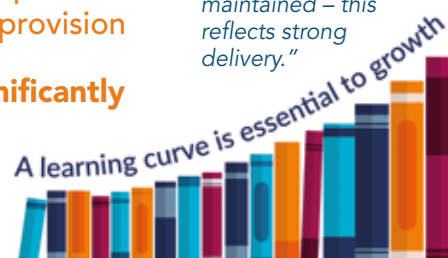 provision
nificantly
maintained – this
reflects strong
delivery.”
A learning curve is essential to growth